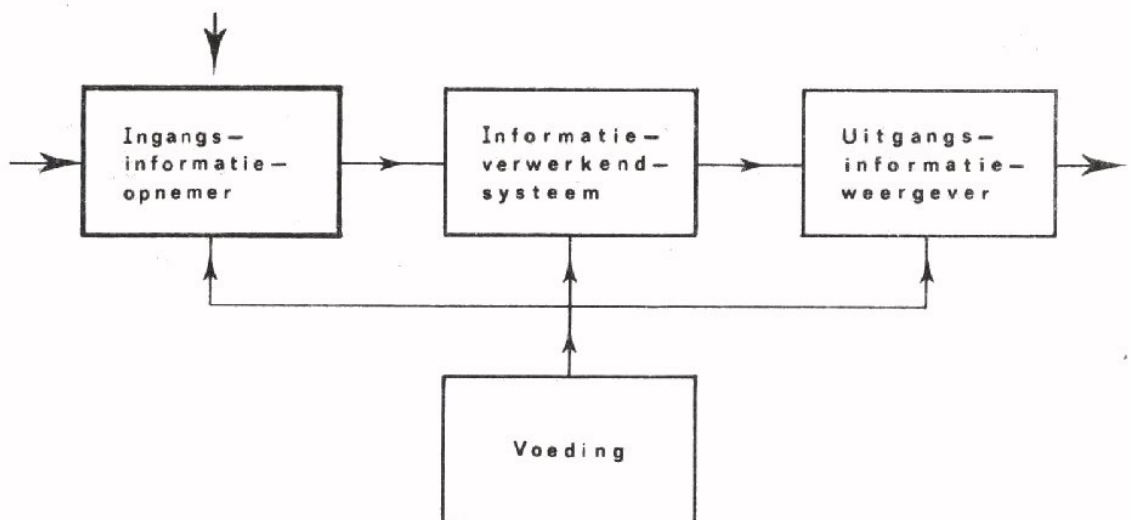 Ingangs–
informatie–
opnemer
Informatie–
verwerkend–
systeem
Uitgangs–
informatie–
weergever
Voeding